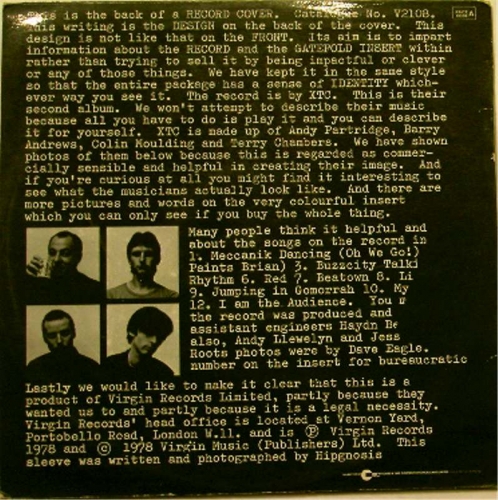 This is the back of a RECORD COVER. Catalogue No. V2108.
This writing is the DESIGN on the back of the cover. This
design is not like that on the FRONT. Its aim is to impart
information about the RECORD and the GATEFOLD INSERT within
rather than trying to sell it by being impactful or clever
or any of those things. We have kept it in the same style
so that the entire package has a sense of IDENTITY which-
ever way you see it. The record is by XTC. This is their
second album. We won't attempt to describe their music
because all you have to do is play it and you can describe
it for yourself. XTC is made up of Andy Partridge, Barry
Andrews, Colin Moulding and Terry Chambers. We have shown
photos of them below because this is regarded as commer-
cially sensible and helpful in creating their image. And
if you're curious at all you might find it interesting to
see what the musicians actually look like. And there are
more pictures and words on the very colourful insert
which you can only see if you buy the whole thing.
Many people think it helpful and
about the songs on the record in
1. Meccanik Dancing (Oh We Go!)
Paints Brian) 3. Buzzcity Talki
Rhythm 6. Red 7. Beatown 8. Li
9. Jumping in Gomorrah 10. My
12. I am the Audience. You
the record was produced and
assistant engineers Haydn Be
also, Andy Llewelyn and Jess
Roots photos were by Dave Eagle.
number on the insert for bureaucratic
Lastly we would like to make it clear that this is a
product of Virgin Records Limited, partly because they
wanted us to and partly because it is a legal necessity.
Virgin Records' head office is located at Vernon Yard,
Portobello Road, London W.11. and is Ⓟ Virgin Records
1978 and © 1978 Virgin Music (Publishers) Ltd. This
sleeve was written and photographed by Hipgnosis